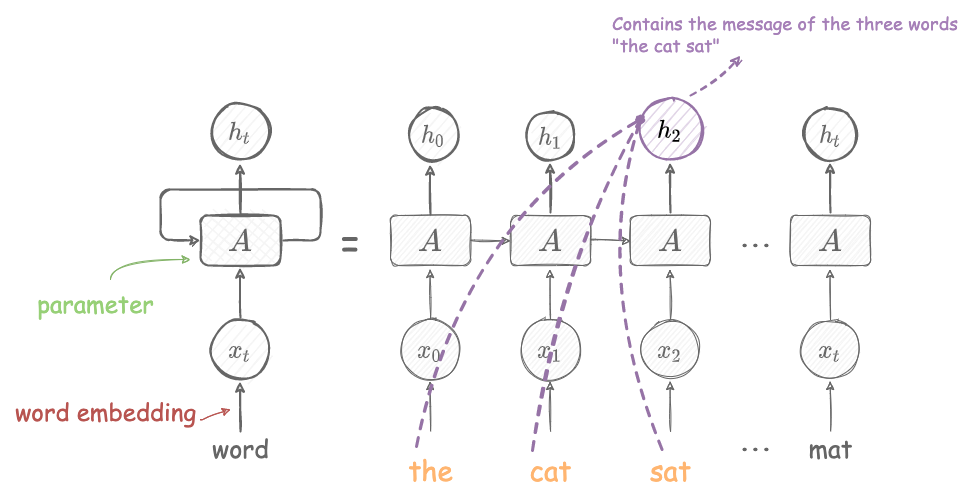 Contains the message of the three words
"the cat sat"
h_t h_0 h_1 h_2 h_t
A = A A A ... A
parameter
x_t x_0 x_1 x_2 x_t
word embedding
word ... mat
the cat sat